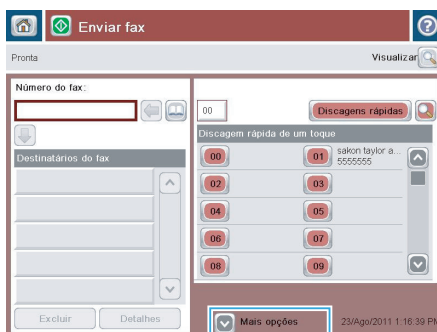 Enviar fax
Pronta
Visualizar
Número do fax:
00
Discagens rápidas
Discagem rápida de um toque
Destinatários do fax
00
01 sakon taylor a...
5555555
02
03
04
05
06
07
08
09
Excluir
Detalhes
Mais opções
23/Ago/2011 1:16:39 PM